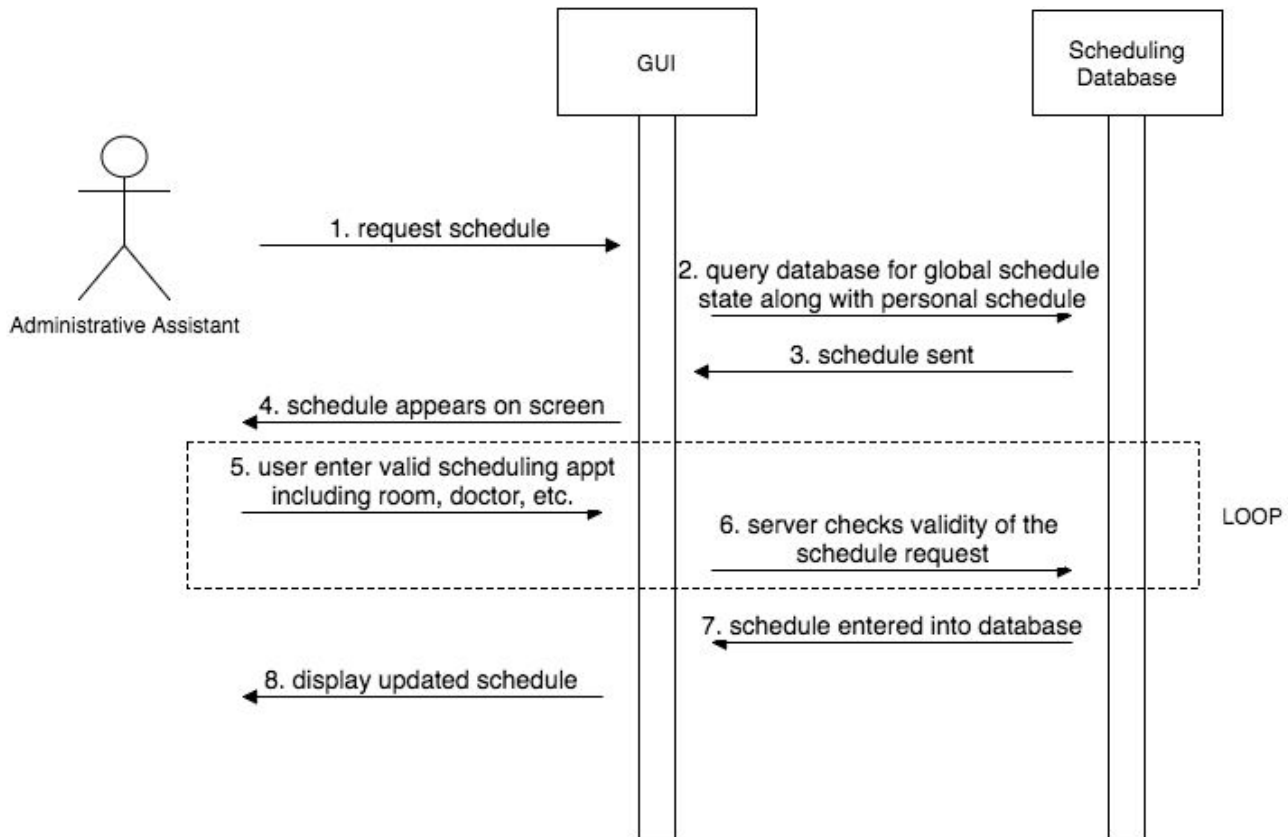 GUI
Scheduling
Database
1. request schedule
2. query database for global schedule
state along with personal schedule
Administrative Assistant
3. schedule sent
4. schedule appears on screen
5. user enter valid scheduling appt
including room, doctor, etc.
6. server checks validity of the
schedule request
LOOP
7. schedule entered into database
8. display updated schedule